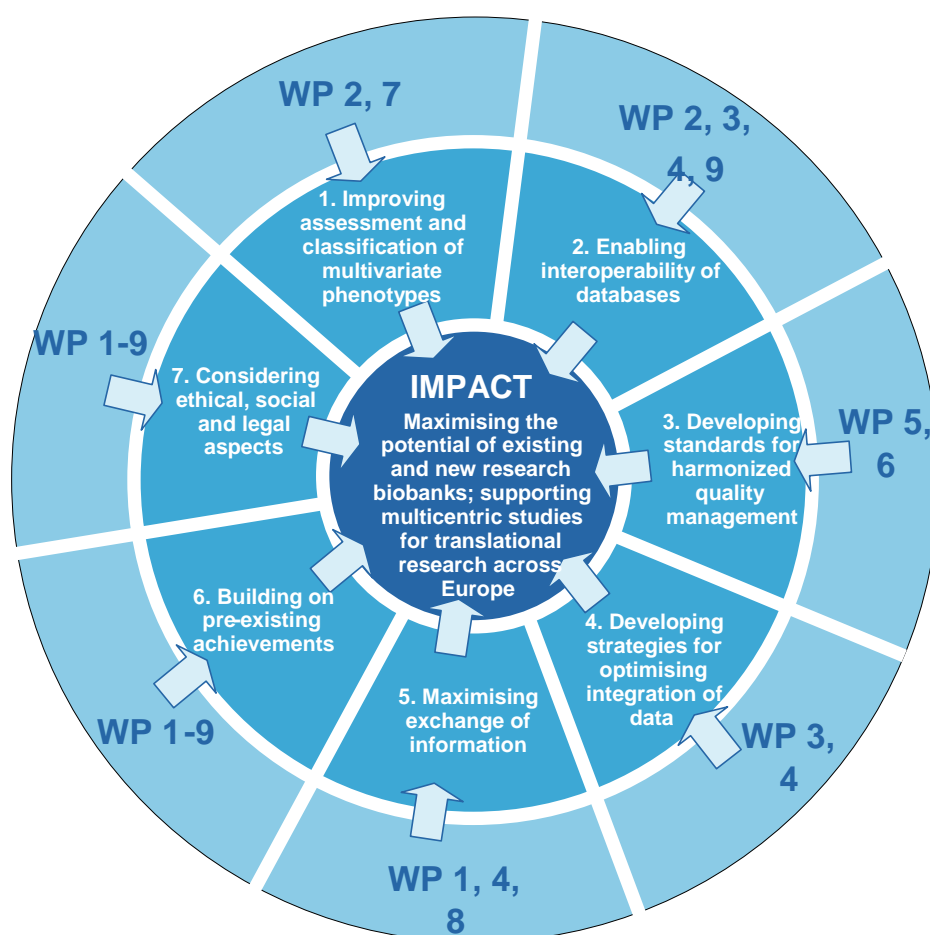 WP 2, 7
WP 2, 3,
4, 9
1. Improving
assessment and
classification of
multivariate
phenotypes
2. Enabling
interoperability of
databases
WP 1-9
7. Considering
ethical, social
and legal
aspects
IMPACT
Maximising the
potential of existing
and new research
biobanks; supporting
multicentric studies
for translational
research across
Europe
3. Developing
standards for
harmonized
quality
management
WP 5,
6
6. Building on
pre-existing
achievements
4. Developing
strategies for
optimising
integration of
data
5. Maximising
exchange of
information
WP 1-9
WP 3,
4
WP 1, 4,
8